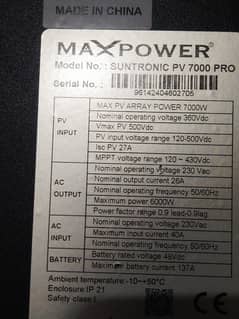 MADE IN CHINA
MAXPOWER
Model No.: SUNTRONIC PV 7000 PRO
Serial No.:
96142404602705
PV INPUT
MAX PV ARRAY POWER 7000W
Nominal operating voltage 360Vdc
Vmax PV 500Vdc
PV input voltage range 120-500Vdc
Isc PV 27A
MPPT voltage range 120 ~ 430Vdc
AC OUTPUT
Nominal operating voltage 230 Vac
Nominal output current 26A
Nominal operating frequency 50/60Hz
Maximum power 6000W
Power factor range 0.9 lead-0.9lag
AC INPUT
Nominal operating voltage 230Vac
Maximum input current 40A
Nominal operating frequency 50/60Hz
BATTERY
Battery rated voltage 48Vdc
Maximum battery current 137A
Ambient temperature:-10~+50°C
Enclosure IP 21
Safety class I
CE